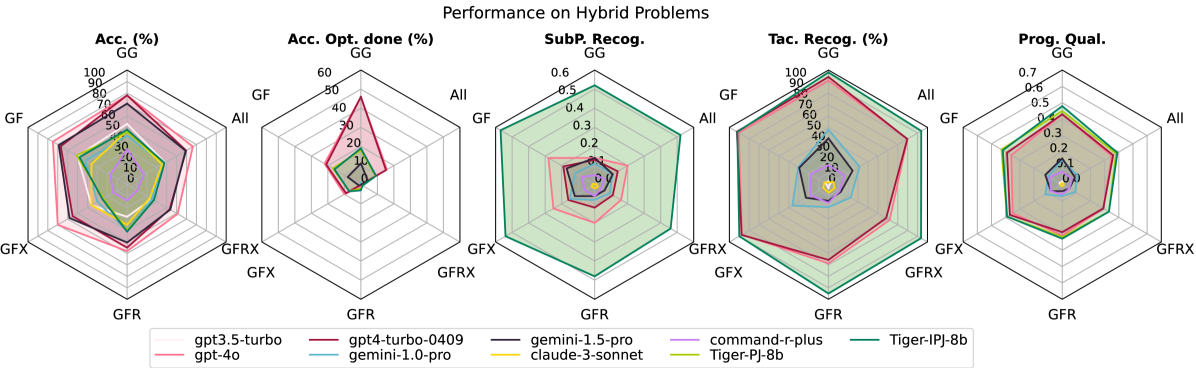 Performance on Hybrid Problems
Acc. (%)
GG
100
90
80
70
60
50
40
30
20
10
0
GF
All
GFX
GFRX
GFR
Acc. Opt. done (%)
GG
60
50
40
30
20
10
0
GF
All
GFX
GFRX
GFR
SubP. Recog.
GG
0.6
0.5
0.4
0.3
0.2
0.1
0.0
GF
All
GFX
GFRX
GFR
Tac. Recog. (%)
GG
100
90
80
70
60
50
40
30
20
10
0
GF
All
GFX
GFRX
GFR
Prog. Qual.
GG
0.7
0.6
0.5
0.4
0.3
0.2
0.1
0.0
GF
All
GFX
GFRX
GFR
gpt3.5-turbo
gpt-4o
gpt4-turbo-0409
gemini-1.0-pro
gemini-1.5-pro
claude-3-sonnet
command-r-plus
Tiger-PJ-8b
Tiger-IPJ-8b